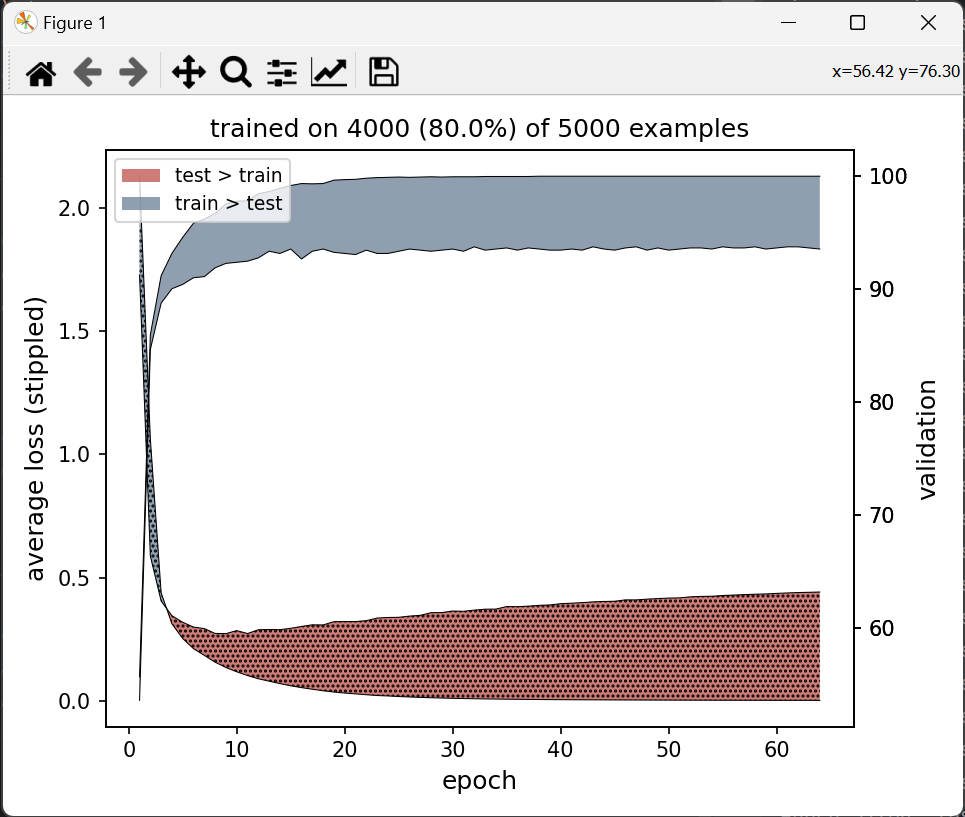 Figure 1
x=56.42 y=76.30
trained on 4000 (80.0%) of 5000 examples
test > train
train > test
average loss (stippled)
2.0
1.5
1.0
0.5
0.0
100
90
80
70
60
validation
0 10 20 30 40 50 60
epoch